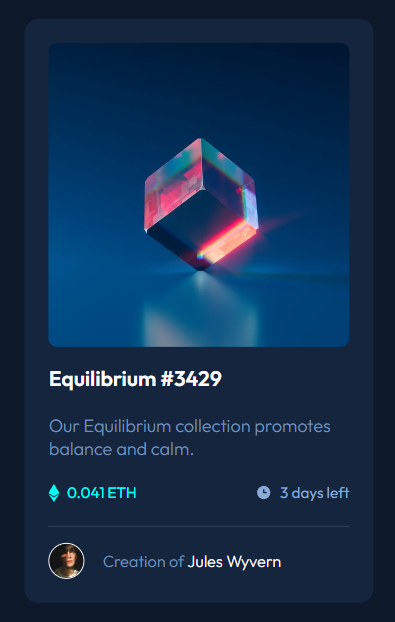 Equilibrium #3429
Our Equilibrium collection promotes
balance and calm.
0.041 ETH
3 days left
Creation of Jules Wyvern